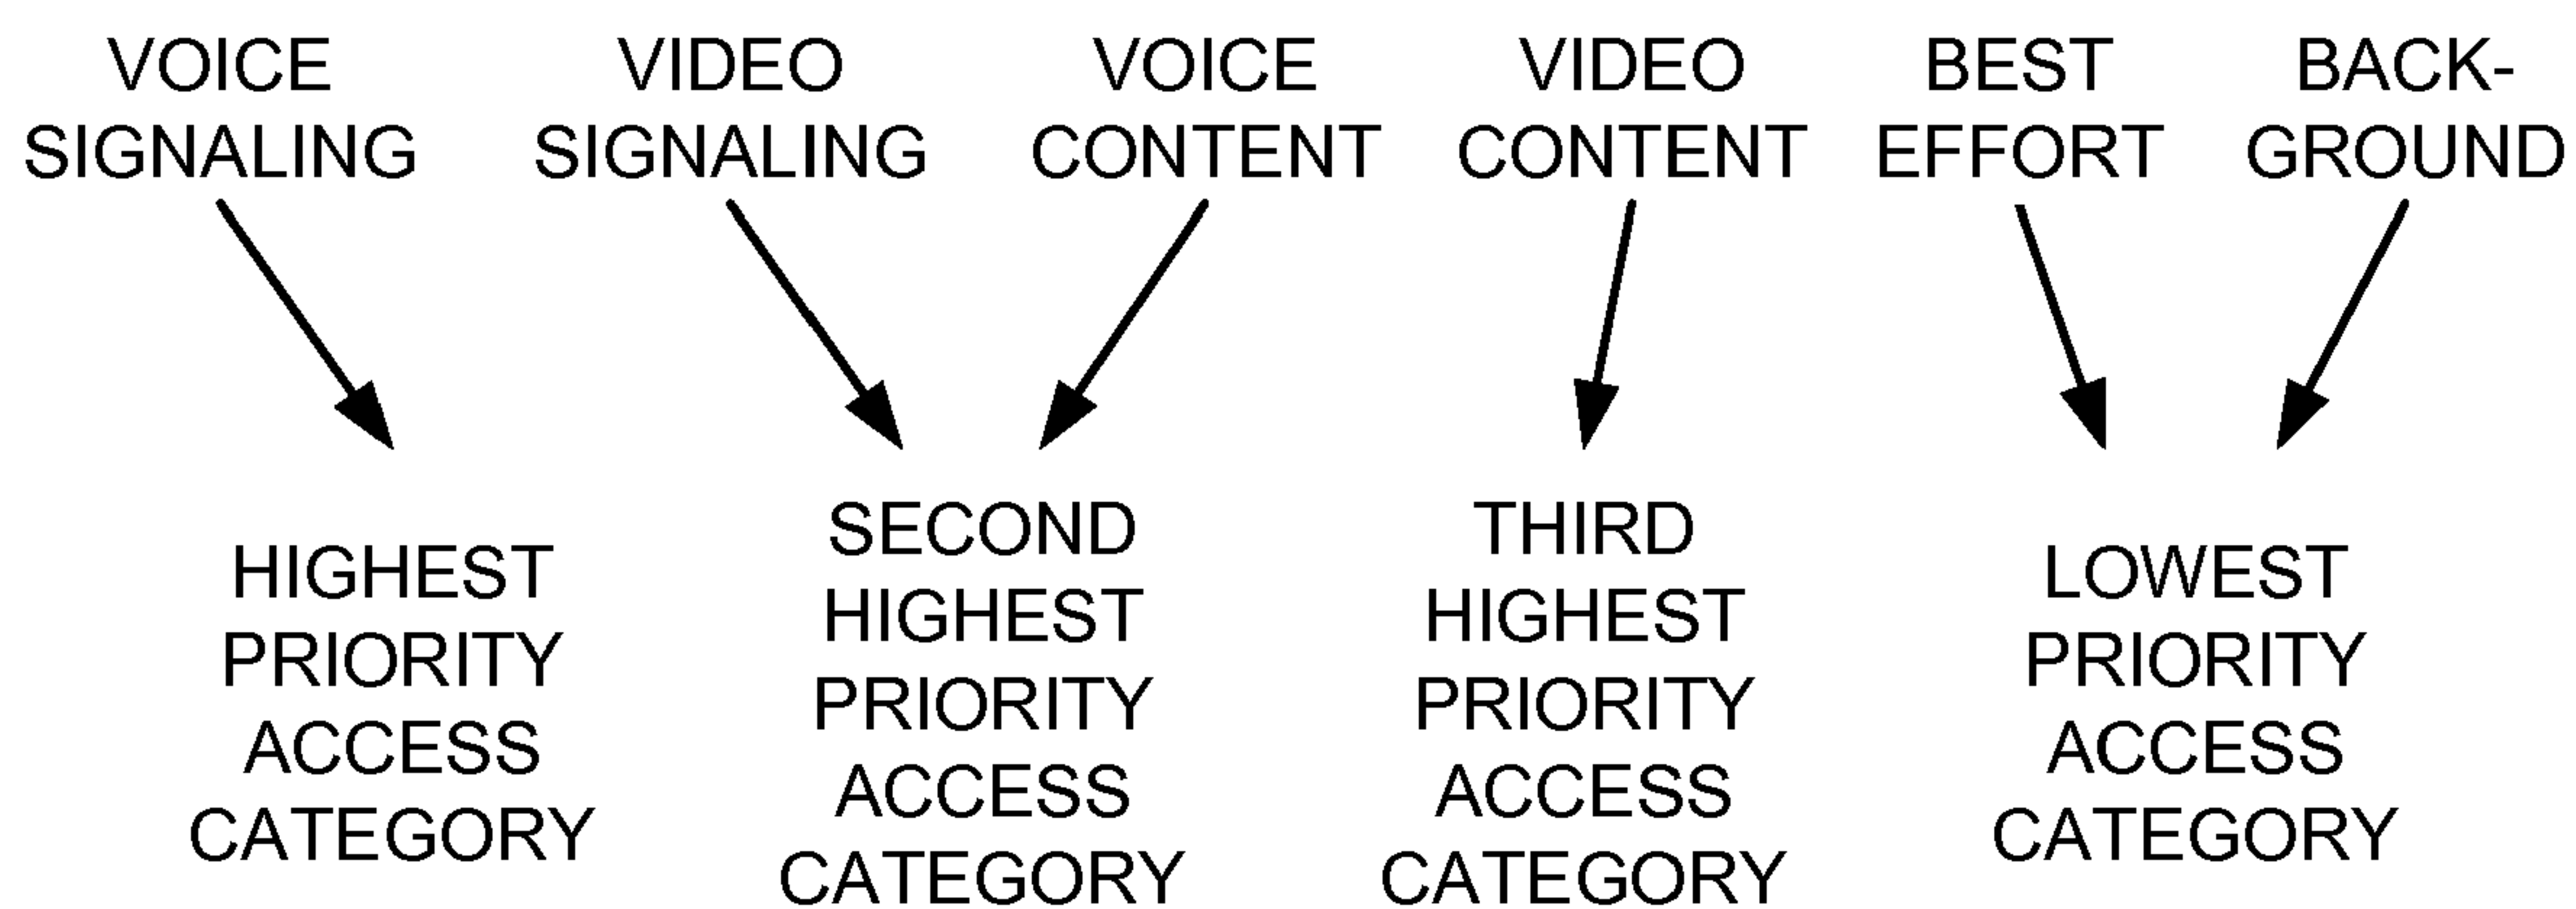 VOICE
SIGNALING
VIDEO
SIGNALING
VOICE
CONTENT
VIDEO
CONTENT
BEST
EFFORT
BACK-
GROUND
HIGHEST
PRIORITY
ACCESS
CATEGORY
SECOND
HIGHEST
PRIORITY
ACCESS
CATEGORY
THIRD
HIGHEST
PRIORITY
ACCESS
CATEGORY
LOWEST
PRIORITY
ACCESS
CATEGORY